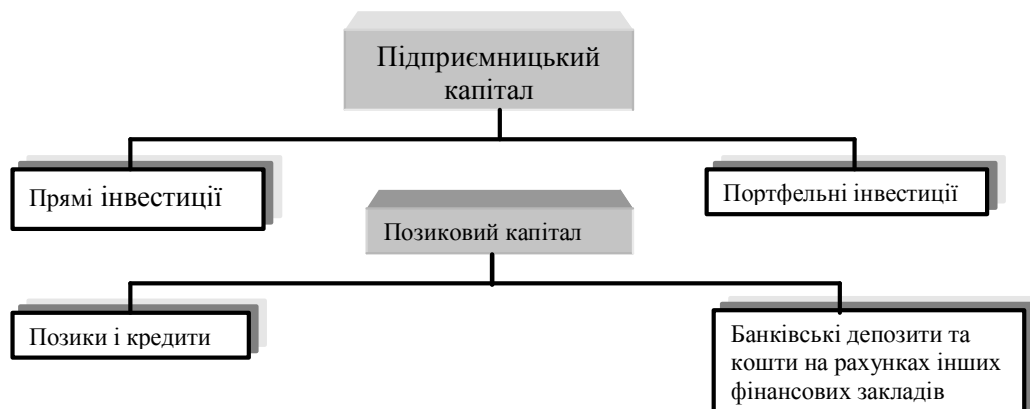 Підприємницький
капітал
Прямі інвестиції
Портфельні інвестиції
Позиковий капітал
Позики і кредити
Банківські депозити та
кошти на рахунках інших
фінансових закладів